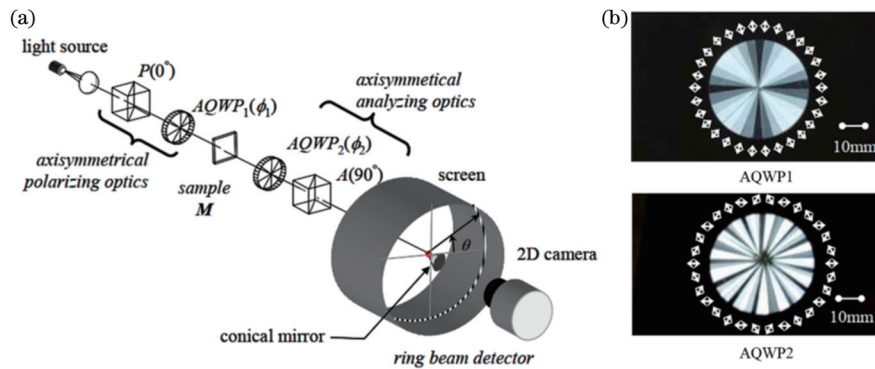 (a)
light source
P(0°)
AQWP₁(ϕ₁)
axisymmetrical
polarizing optics
sample
M
axisymmetical
analyzing optics
AQWP₂(ϕ₂)
A(90°)
screen
θ
2D camera
conical mirror
ring beam detector
(b)
10mm
AQWP1
10mm
AQWP2